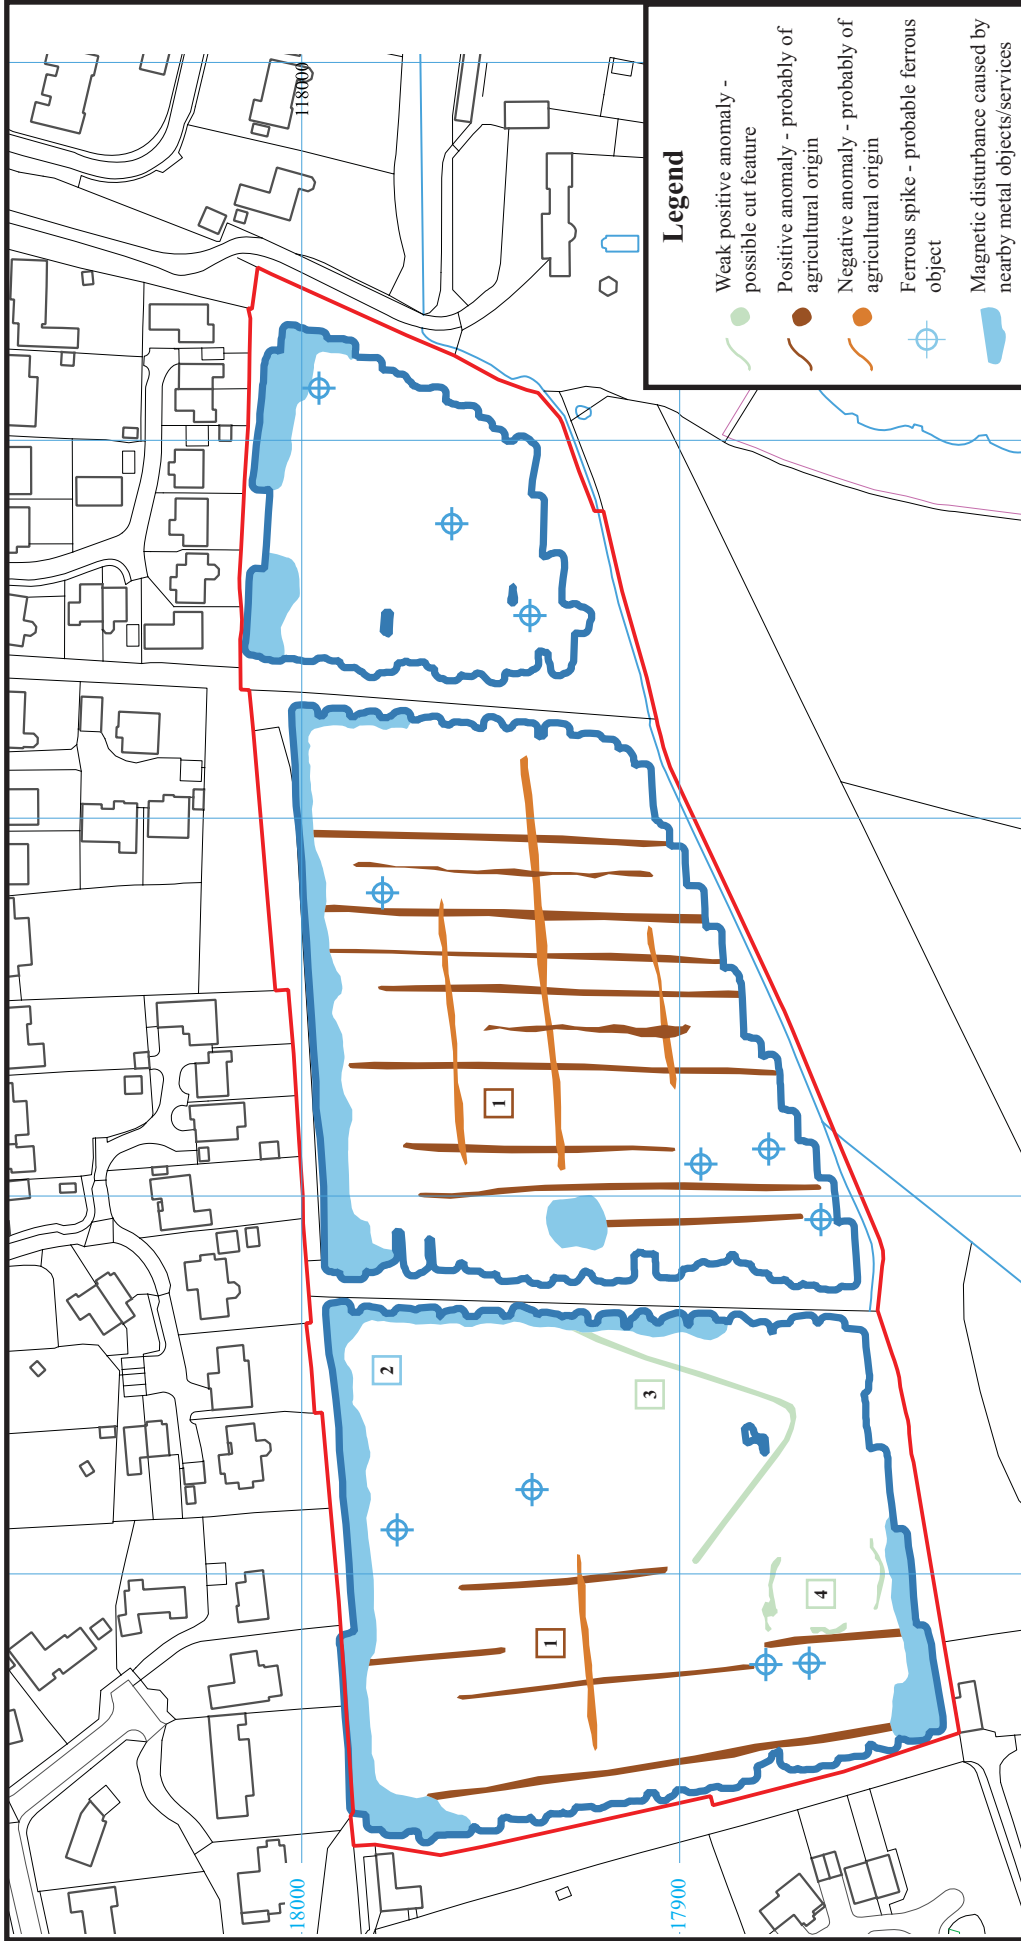 118000
Legend
Weak positive anomaly -
possible cut feature
Positive anomaly - probably of
agricultural origin
Negative anomaly - probably of
agricultural origin
Ferrous spike - probable ferrous
object
Magnetic disturbance caused by
nearby metal objects/services
1
2
3
1
4
18000
17900